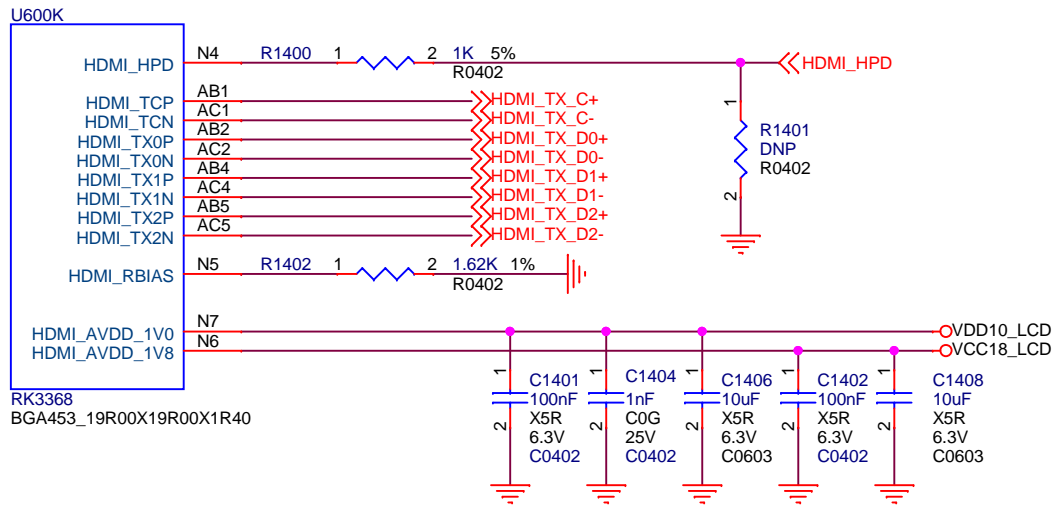 U600K
HDMI_HPD N4 R1400 1 2 1K 5%
R0402
HDMI_HPD
HDMI_TCP AB1 HDMI_TX_C+
HDMI_TCN AC1 HDMI_TX_C-
HDMI_TX0P AB2 HDMI_TX_D0+
HDMI_TX0N AC2 HDMI_TX_D0-
HDMI_TX1P AB4 HDMI_TX_D1+
HDMI_TX1N AC4 HDMI_TX_D1-
HDMI_TX2P AB5 HDMI_TX_D2+
HDMI_TX2N AC5 HDMI_TX_D2-
1
R1401
DNP
R0402
2
HDMI_RBIAS N5 R1402 1 2 1.62K 1%
R0402
HDMI_AVDD_1V0 N7 VDD10_LCD
HDMI_AVDD_1V8 N6 VCC18_LCD
RK3368
BGA453_19R00X19R00X1R40
1
C1401
100nF
X5R
6.3V
C0402
2
1
C1404
1nF
C0G
25V
C0402
2
1
C1406
10uF
X5R
6.3V
C0603
2
1
C1402
100nF
X5R
6.3V
C0402
2
1
C1408
10uF
X5R
6.3V
C0603
2